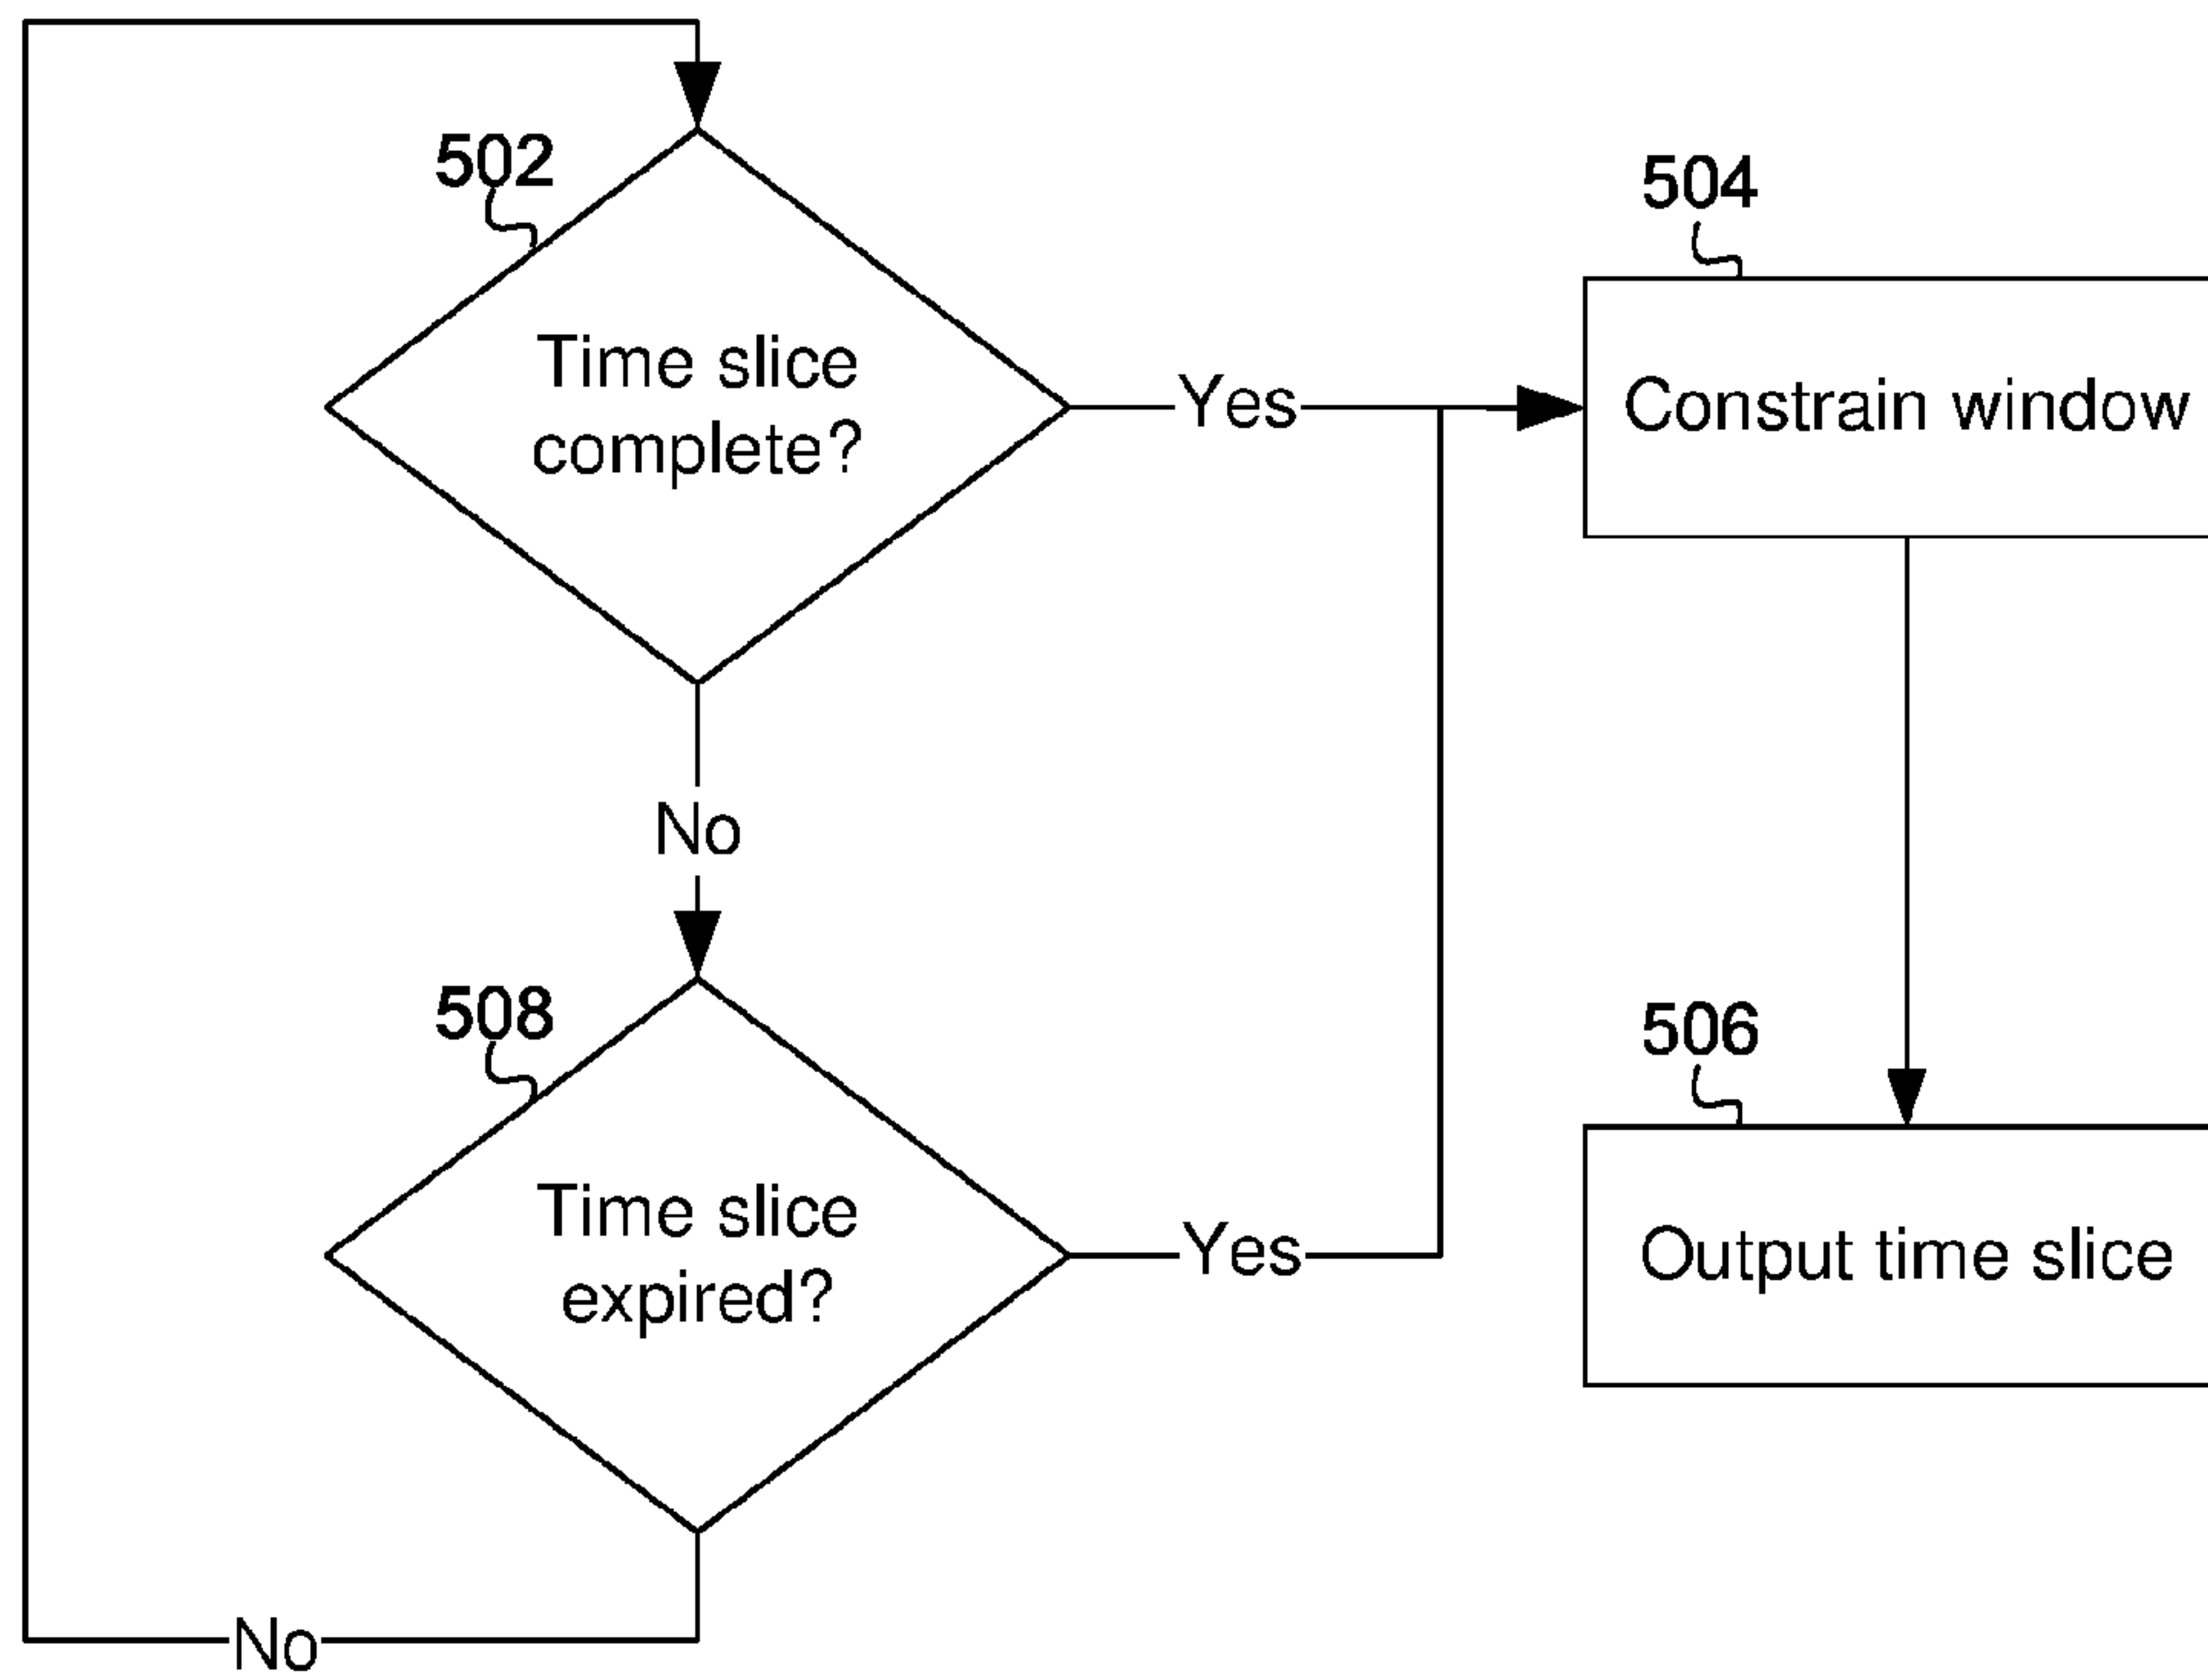 502
Time slice
complete?
Yes
504
Constrain window
No
508
Time slice
expired?
Yes
506
Output time slice
No